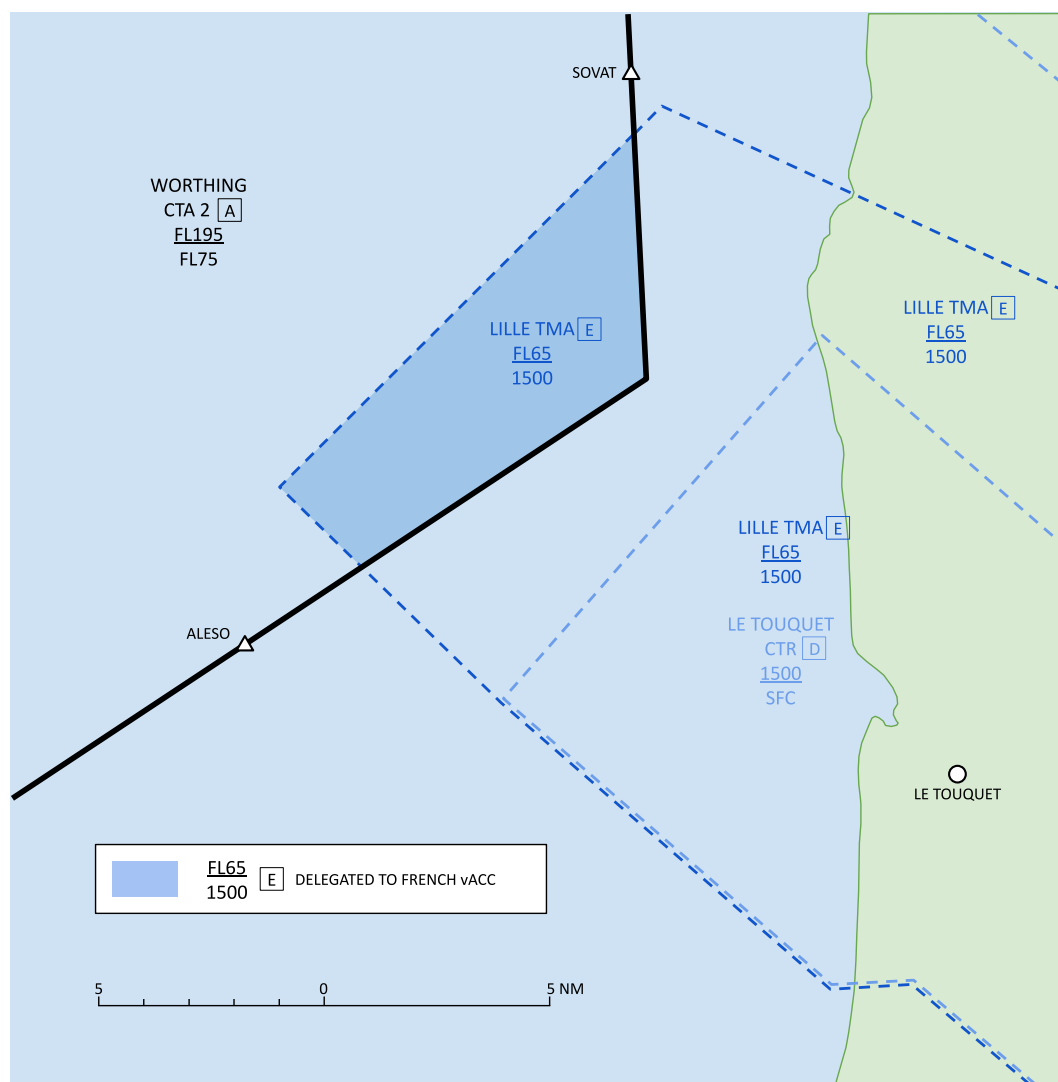 SOVAT
WORTHING
CTA 2 A
FL195
FL75
LILLE TMA E
FL65
1500
LILLE TMA E
FL65
1500
LILLE TMA E
FL65
1500
LE TOUQUET
CTR D
1500
SFC
ALESO
LE TOUQUET
FL65
1500
E DELEGATED TO FRENCH vACC
5 0 5 NM